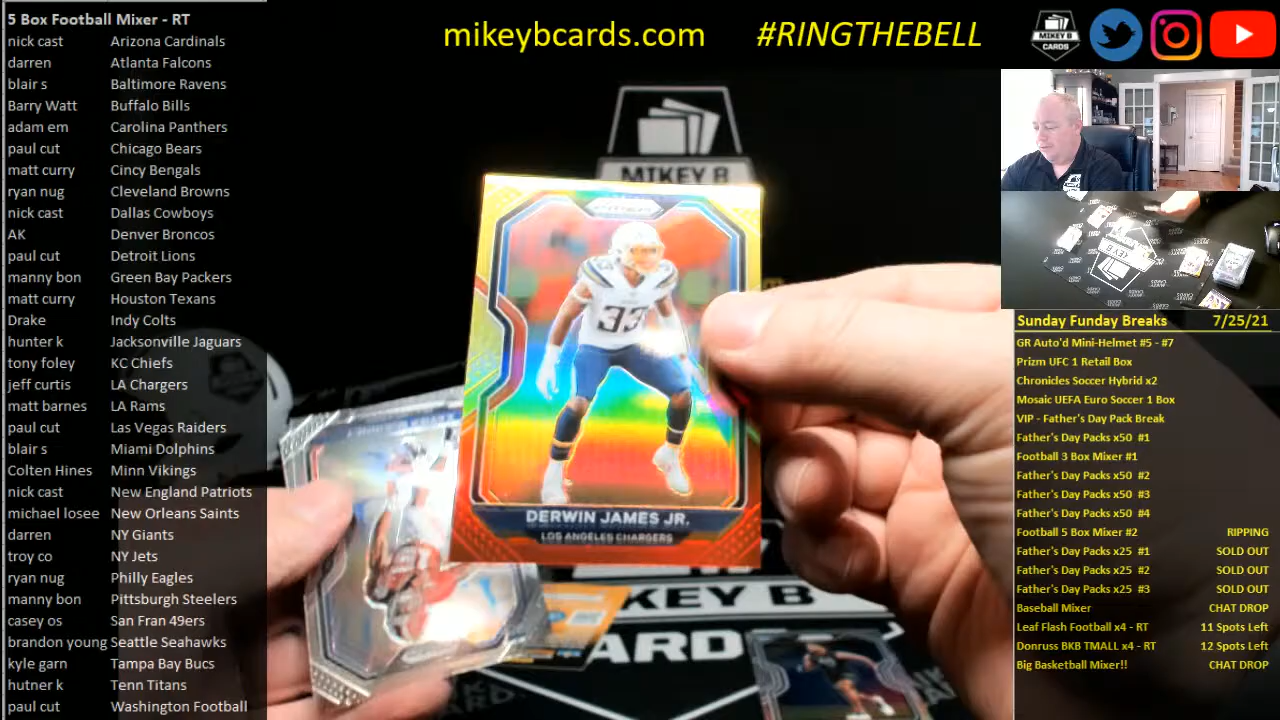 5 Box Football Mixer - RT
nick cast Arizona Cardinals
darren Atlanta Falcons
blair s Baltimore Ravens
Barry Watt Buffalo Bills
adam em Carolina Panthers
paul cut Chicago Bears
matt curry Cincy Bengals
ryan nug Cleveland Browns
nick cast Dallas Cowboys
AK Denver Broncos
paul cut Detroit Lions
manny bon Green Bay Packers
matt curry Houston Texans
Drake Indy Colts
hunter k Jacksonville Jaguars
tony foley KC Chiefs
jeff curtis LA Chargers
matt barnes LA Rams
paul cut Las Vegas Raiders
blair s Miami Dolphins
Colten Hines Minn Vikings
nick cast New England Patriots
michael losee New Orleans Saints
darren NY Giants
troy co NY Jets
ryan nug Philly Eagles
manny bon Pittsburgh Steelers
casey os San Fran 49ers
brandon young Seattle Seahawks
kyle garn Tampa Bay Bucs
hutner k Tenn Titans
paul cut Washington Football
mikeybcards.com #RINGTHEBELL
MIKEY B
CARDS
MIKEY B
PRIZM
33
DERWIN JAMES JR.
LOS ANGELES CHARGERS
KEY B
CARD
Sunday Funday Breaks 7/25/21
GR Auto'd Mini-Helmet #5 - #7
Prizm UFC 1 Retail Box
Chronicles Soccer Hybrid x2
Mosaic UEFA Euro Soccer 1 Box
VIP - Father's Day Pack Break
Father's Day Packs x50 #1
Football 3 Box Mixer #1
Father's Day Packs x50 #2
Father's Day Packs x50 #3
Father's Day Packs x50 #4
Football 5 Box Mixer #2 RIPPING
Father's Day Packs x25 #1 SOLD OUT
Father's Day Packs x25 #2 SOLD OUT
Father's Day Packs x25 #3 SOLD OUT
Baseball Mixer CHAT DROP
Leaf Flash Football x4 - RT 11 Spots Left
Donruss BKB TMALL x4 - RT 12 Spots Left
Big Basketball Mixer!! CHAT DROP